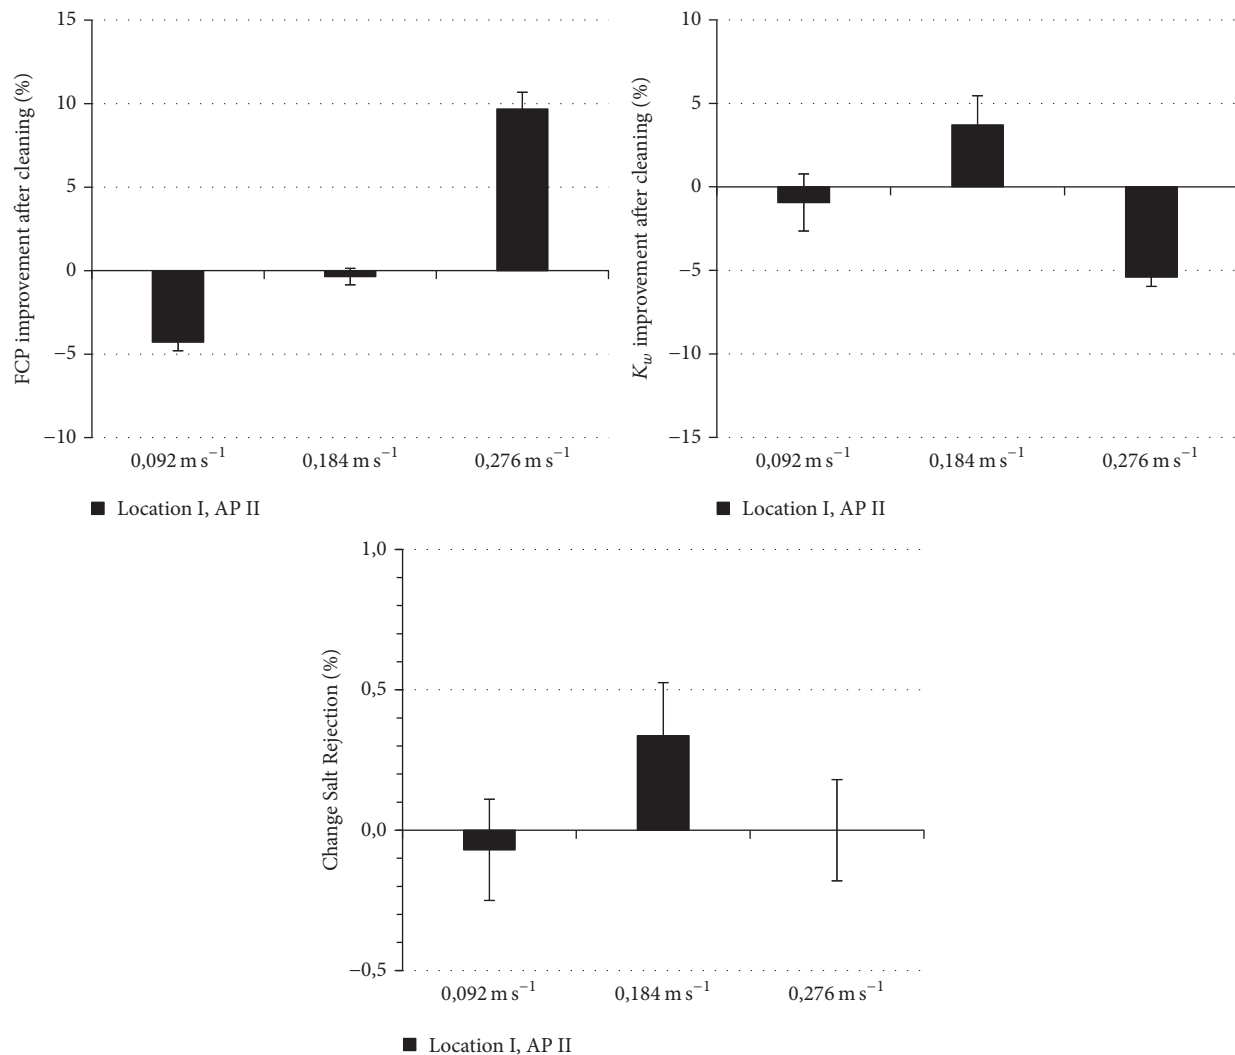 FCP improvement after cleaning (%)
15
10
5
0
−5
−10
0,092 m s⁻¹
0,184 m s⁻¹
0,276 m s⁻¹
Location I, AP II
K_w improvement after cleaning (%)
10
5
0
−5
−10
−15
0,092 m s⁻¹
0,184 m s⁻¹
0,276 m s⁻¹
Location I, AP II
Change Salt Rejection (%)
1,0
0,5
0,0
−0,5
0,092 m s⁻¹
0,184 m s⁻¹
0,276 m s⁻¹
Location I, AP II